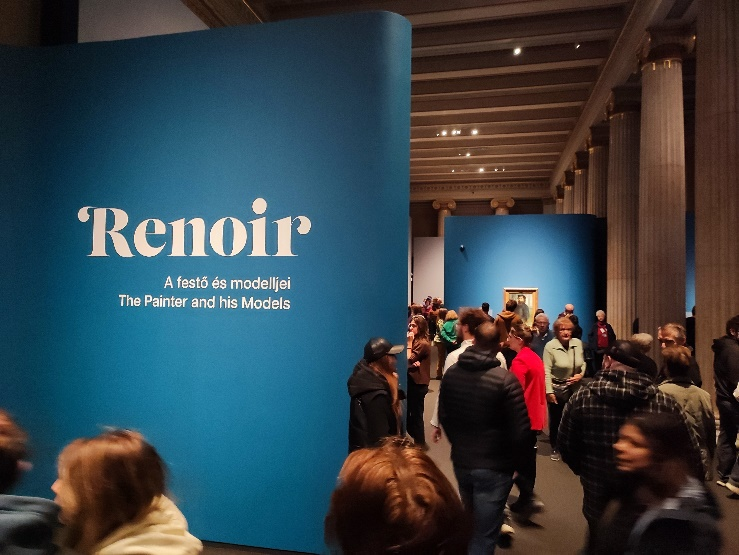 Renoir
A festő és modelljei
The Painter and his Models